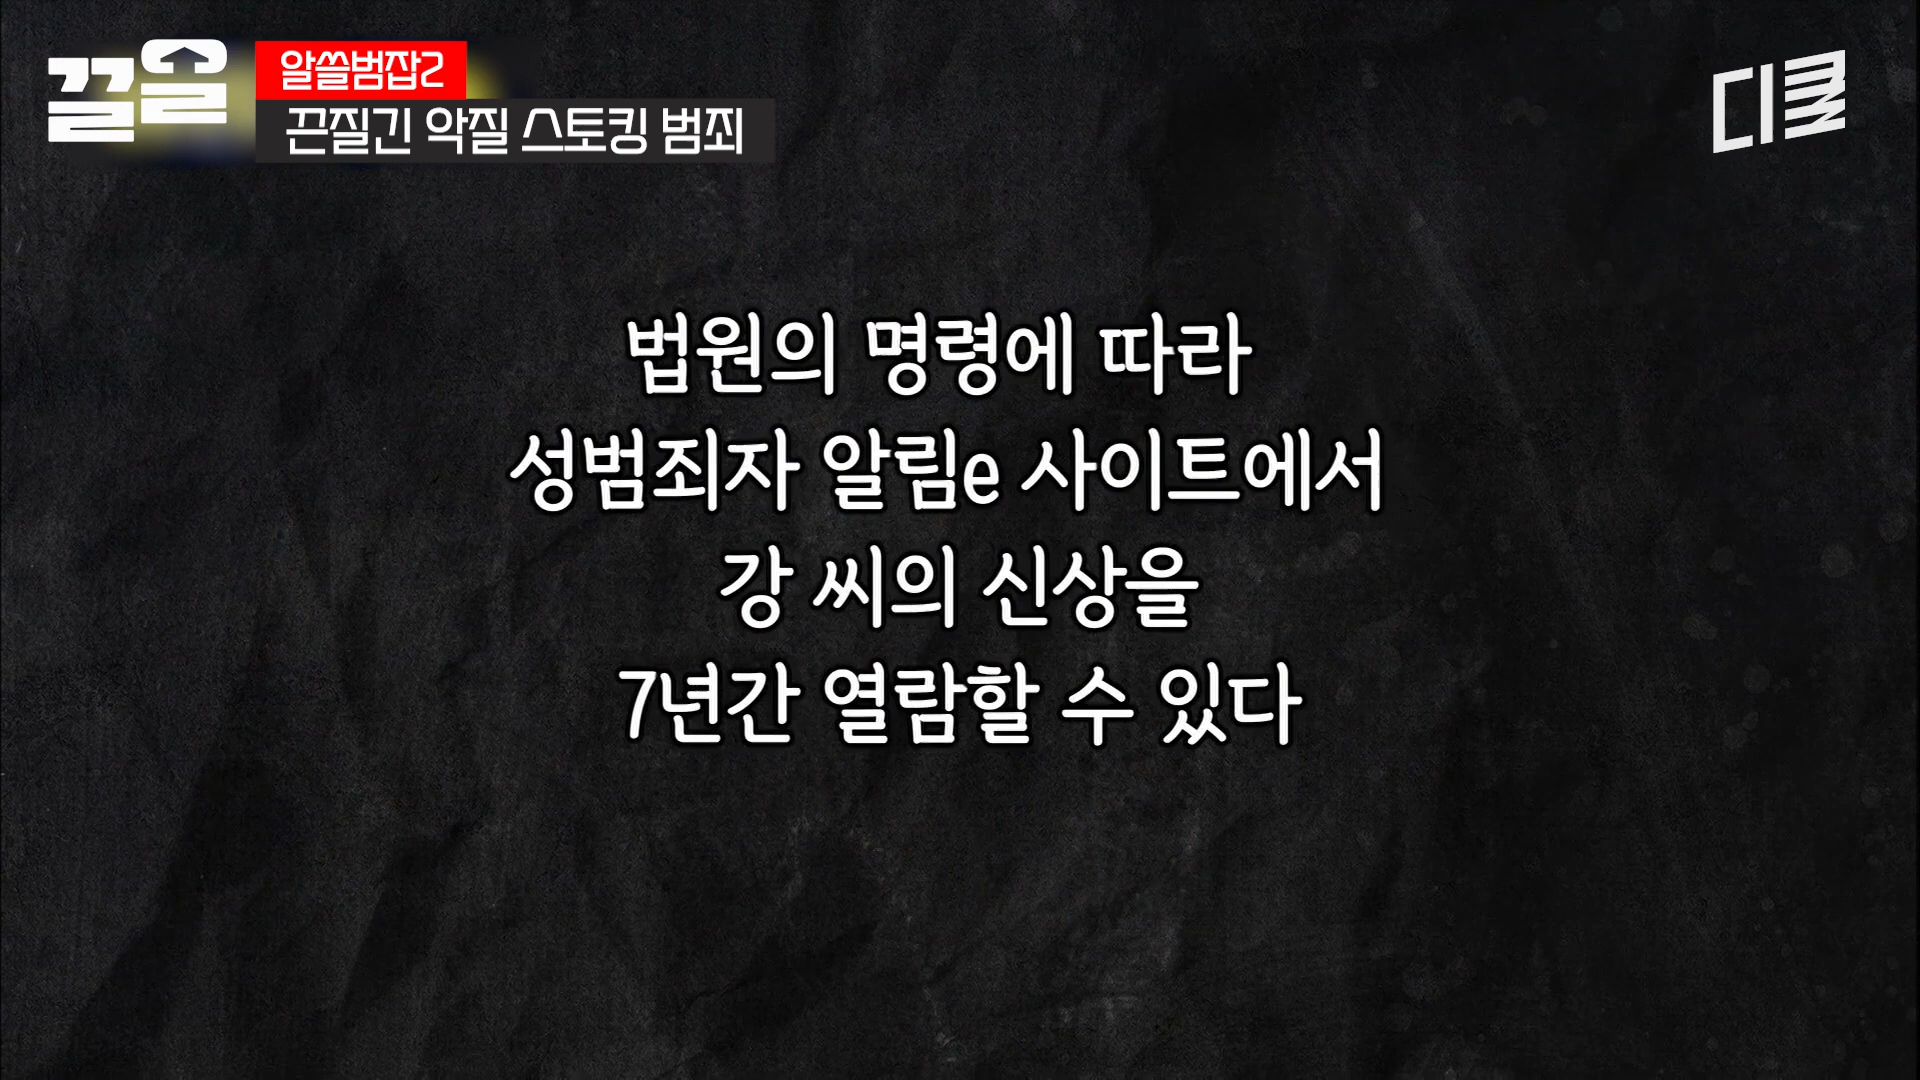 끌올
알쓸범잡2
끈질긴 악질 스토킹 범죄
디클
법원의 명령에 따라
성범죄자 알림e 사이트에서
강 씨의 신상을
7년간 열람할 수 있다